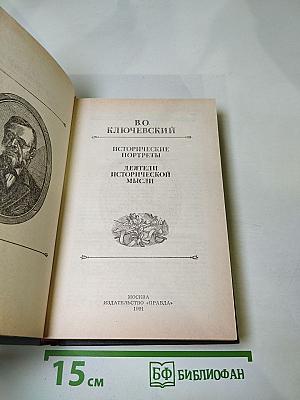 В.О.
КЛЮЧЕВСКИЙ
ИСТОРИЧЕСКИЕ
ПОРТРЕТЫ
ДЕЯТЕЛИ
ИСТОРИЧЕСКОЙ
МЫСЛИ
МОСКВА
ИЗДАТЕЛЬСТВО «ПРАВДА»
1991
15 см
БФ БИБЛИОФАН